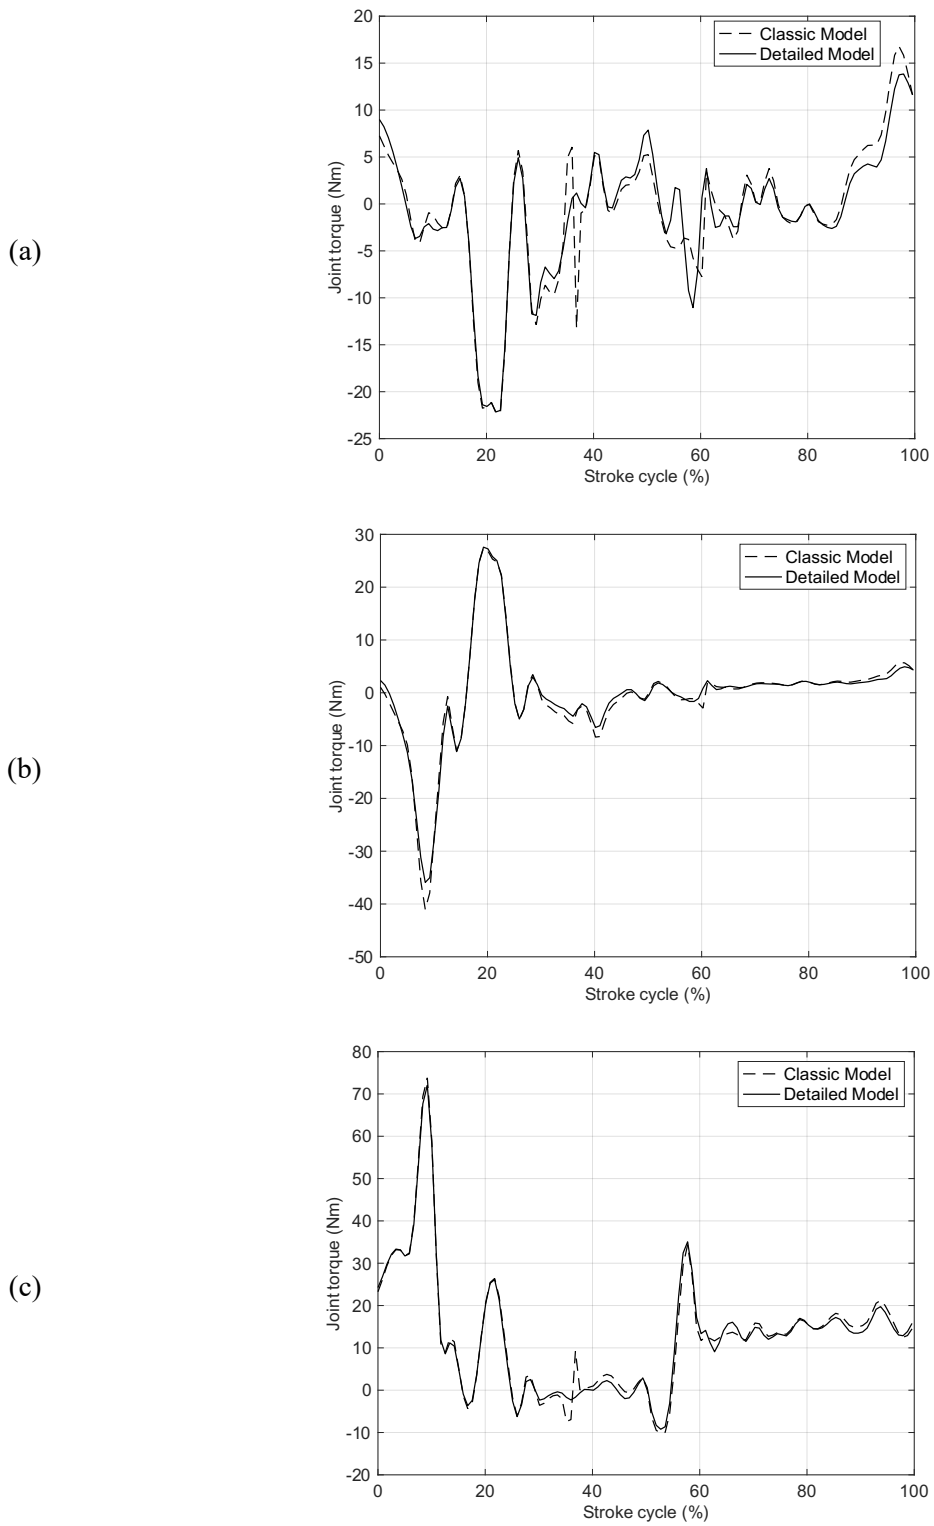 (a)
Classic Model
Detailed Model
20
15
10
5
0
-5
-10
-15
-20
-25
Joint torque (Nm)
0 20 40 60 80 100
Stroke cycle (%)
(b)
Classic Model
Detailed Model
30
20
10
0
-10
-20
-30
-40
-50
Joint torque (Nm)
0 20 40 60 80 100
Stroke cycle (%)
(c)
Classic Model
Detailed Model
80
70
60
50
40
30
20
10
0
-10
-20
Joint torque (Nm)
0 20 40 60 80 100
Stroke cycle (%)